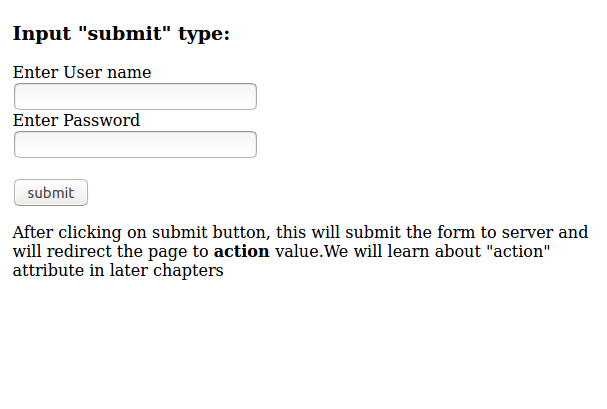 Input "submit" type:
Enter User name
Enter Password
submit
After clicking on submit button, this will submit the form to server and
will redirect the page to action value.We will learn about "action"
attribute in later chapters